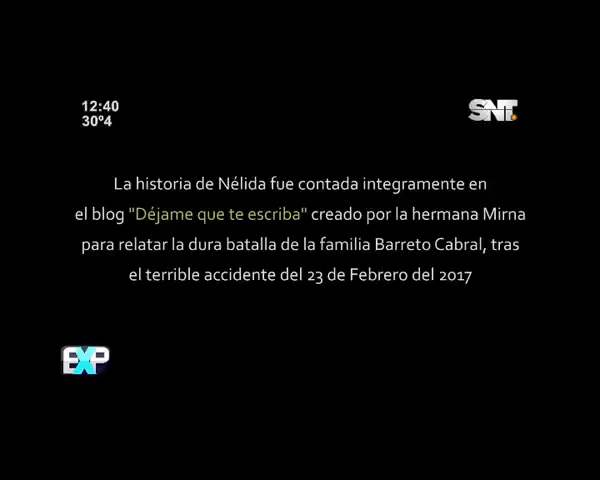 12:40
30º4
SNT
La historia de Nélida fue contada integramente en
el blog "Déjame que te escriba" creado por la hermana Mirna
para relatar la dura batalla de la familia Barreto Cabral, tras
el terrible accidente del 23 de Febrero del 2017
EXP